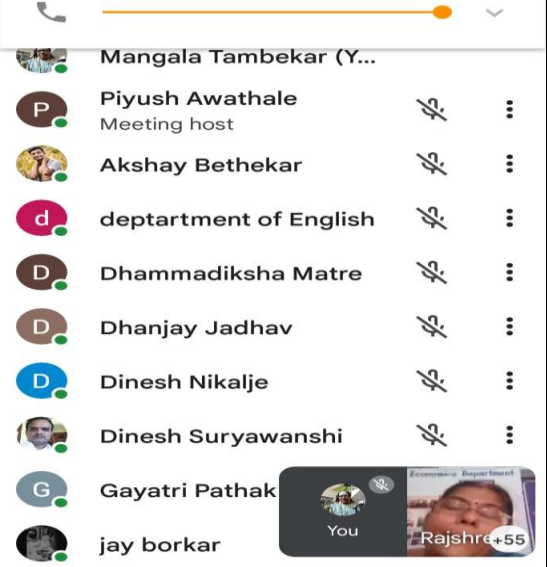 Mangala Tambekar (Y...
P
Piyush Awathale
Meeting host
Akshay Bethekar
d
deptartment of English
D
Dhammadiksha Matre
D
Dhanjay Jadhav
D
Dinesh Nikalje
Dinesh Suryawanshi
G
Gayatri Pathak
jay borkar
You
Economics Department
Rajshre
+55